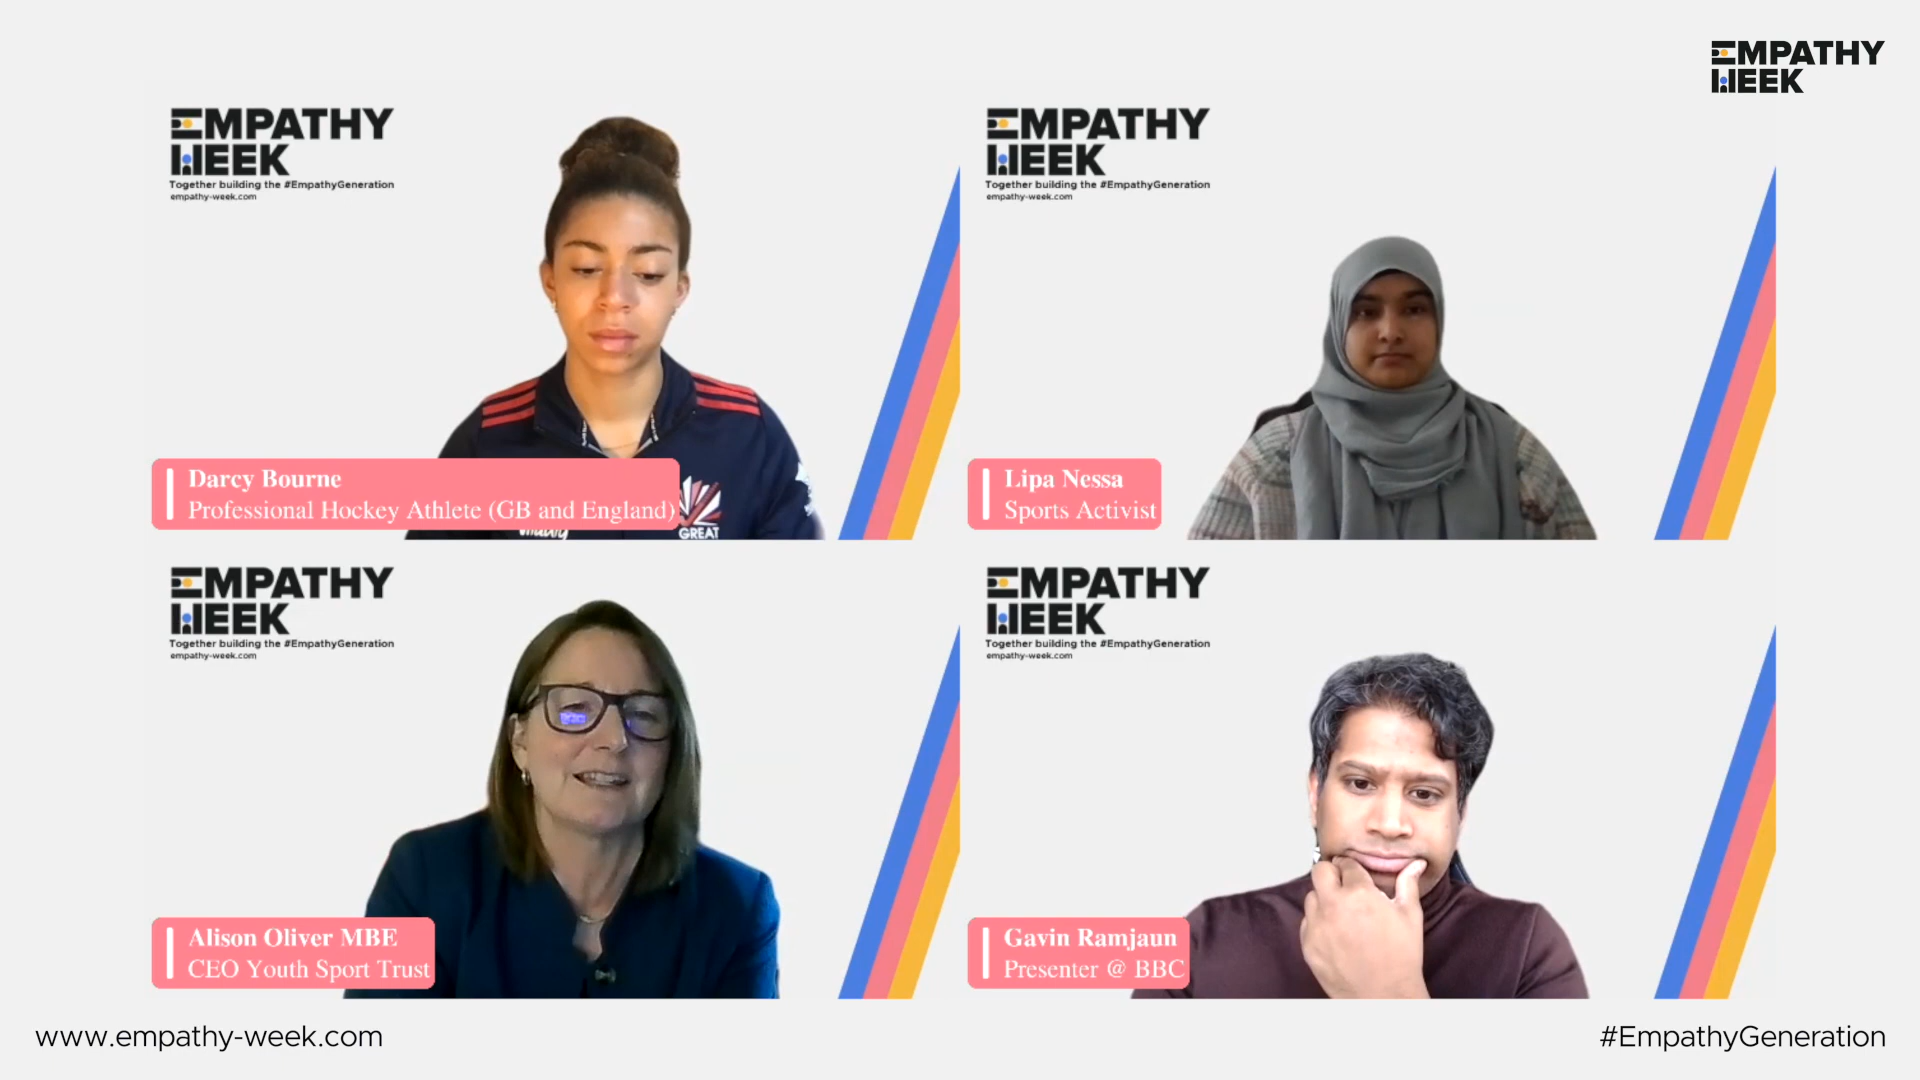 EMPATHY
WEEK
EMPATHY
WEEK
Together building the #EmpathyGeneration
empathy-week.com
Darcy Bourne
Professional Hockey Athlete (GB and England)
GREAT
EMPATHY
WEEK
Together building the #EmpathyGeneration
empathy-week.com
Lipa Nessa
Sports Activist
EMPATHY
WEEK
Together building the #EmpathyGeneration
empathy-week.com
Alison Oliver MBE
CEO Youth Sport Trust
EMPATHY
WEEK
Together building the #EmpathyGeneration
empathy-week.com
Gavin Ramjaun
Presenter @ BBC
www.empathy-week.com
#EmpathyGeneration